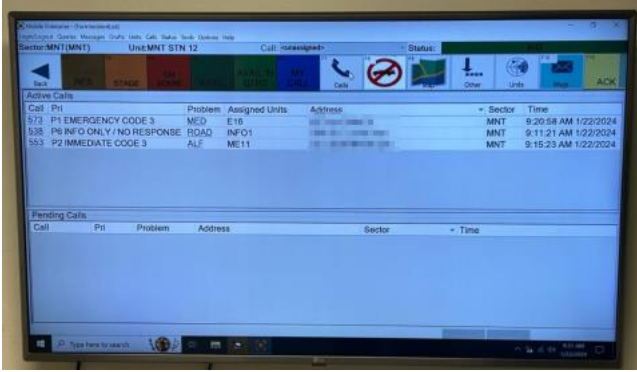 Sector:MNT(MNT) Unit:MNT STN 12 Call: <unassigned> Status:
Back STAGE Calls Map Other Units Msgs ACK
Active Calls
Call Pri Problem Assigned Units Address Sector Time
573 P1 EMERGENCY CODE 3 MED E16 MNT 9:20:58 AM 1/22/2024
538 P6 INFO ONLY / NO RESPONSE ROAD INFO1 MNT 9:11:21 AM 1/22/2024
553 P2 IMMEDIATE CODE 3 ALF ME11 MNT 9:15:23 AM 1/22/2024
Pending Calls
Call Pri Problem Address Sector Time
Type here to search
LG